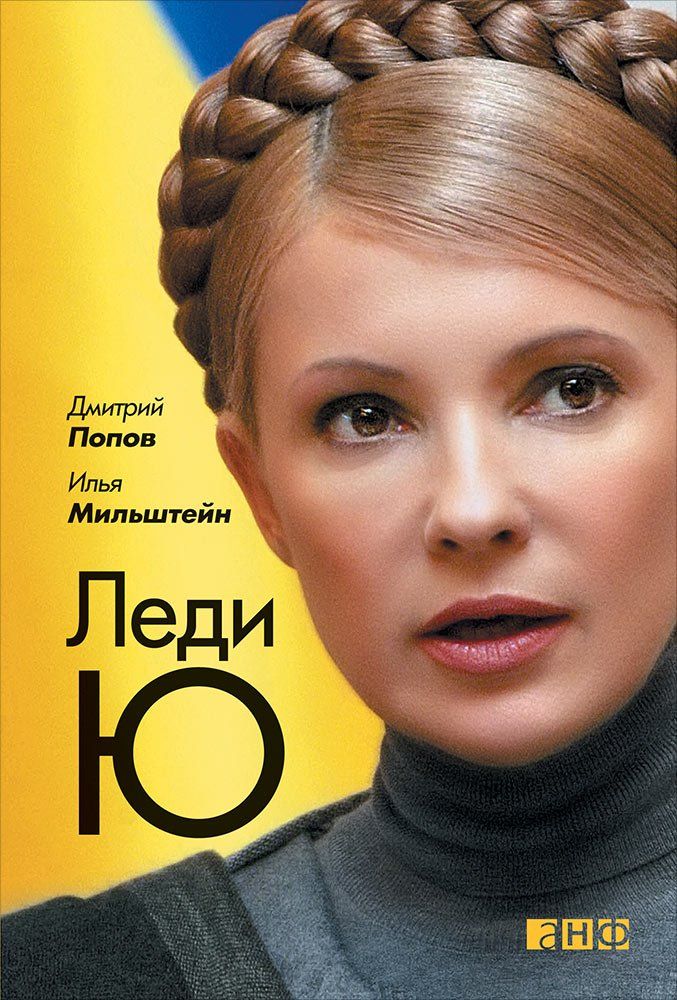 Дмитрий
Попов
Илья
Мильштейн
Леди
Ю
анф